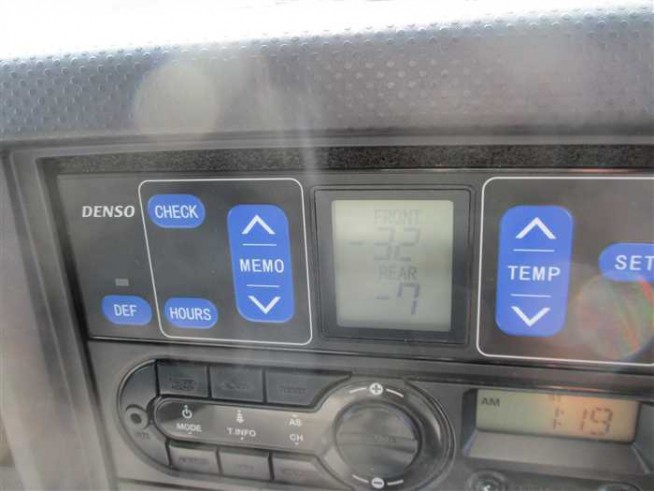 DENSO
CHECK
MEMO
DEF
HOURS
FRONT
-32
REAR
-7
TEMP
SET
MODE
T.INFO
AS
CH
AM
1:19